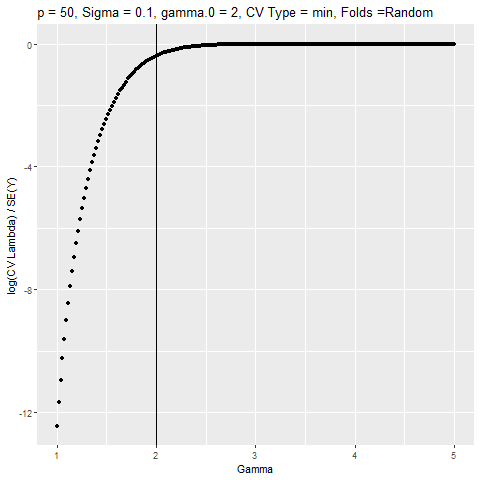 p = 50, Sigma = 0.1, gamma.0 = 2, CV Type = min, Folds =Random
log(CV Lambda) / SE(Y)
0
-4
-8
-12
1 2 3 4 5
Gamma